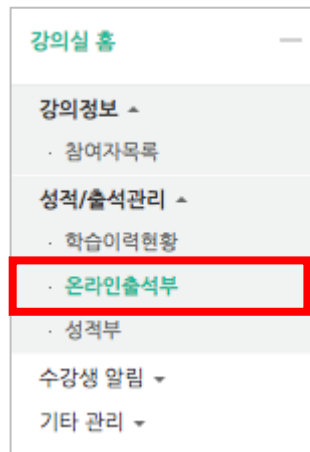 강의실 홈
강의정보
· 참여자목록
성적/출석관리
· 학습이력현황
· 온라인출석부
· 성적부
수강생 알림
기타 관리